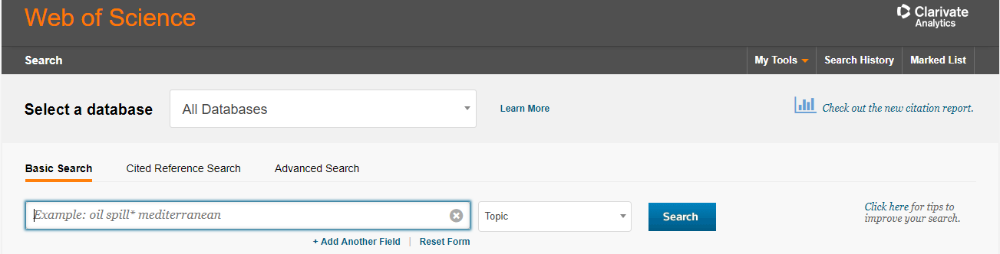 Web of Science
Clarivate
Analytics
Search
My Tools
Search History
Marked List
Select a database
All Databases
Learn More
Check out the new citation report.
Basic Search
Cited Reference Search
Advanced Search
Example: oil spill* mediterranean
Topic
Search
Click here for tips to
improve your search.
+ Add Another Field | Reset Form